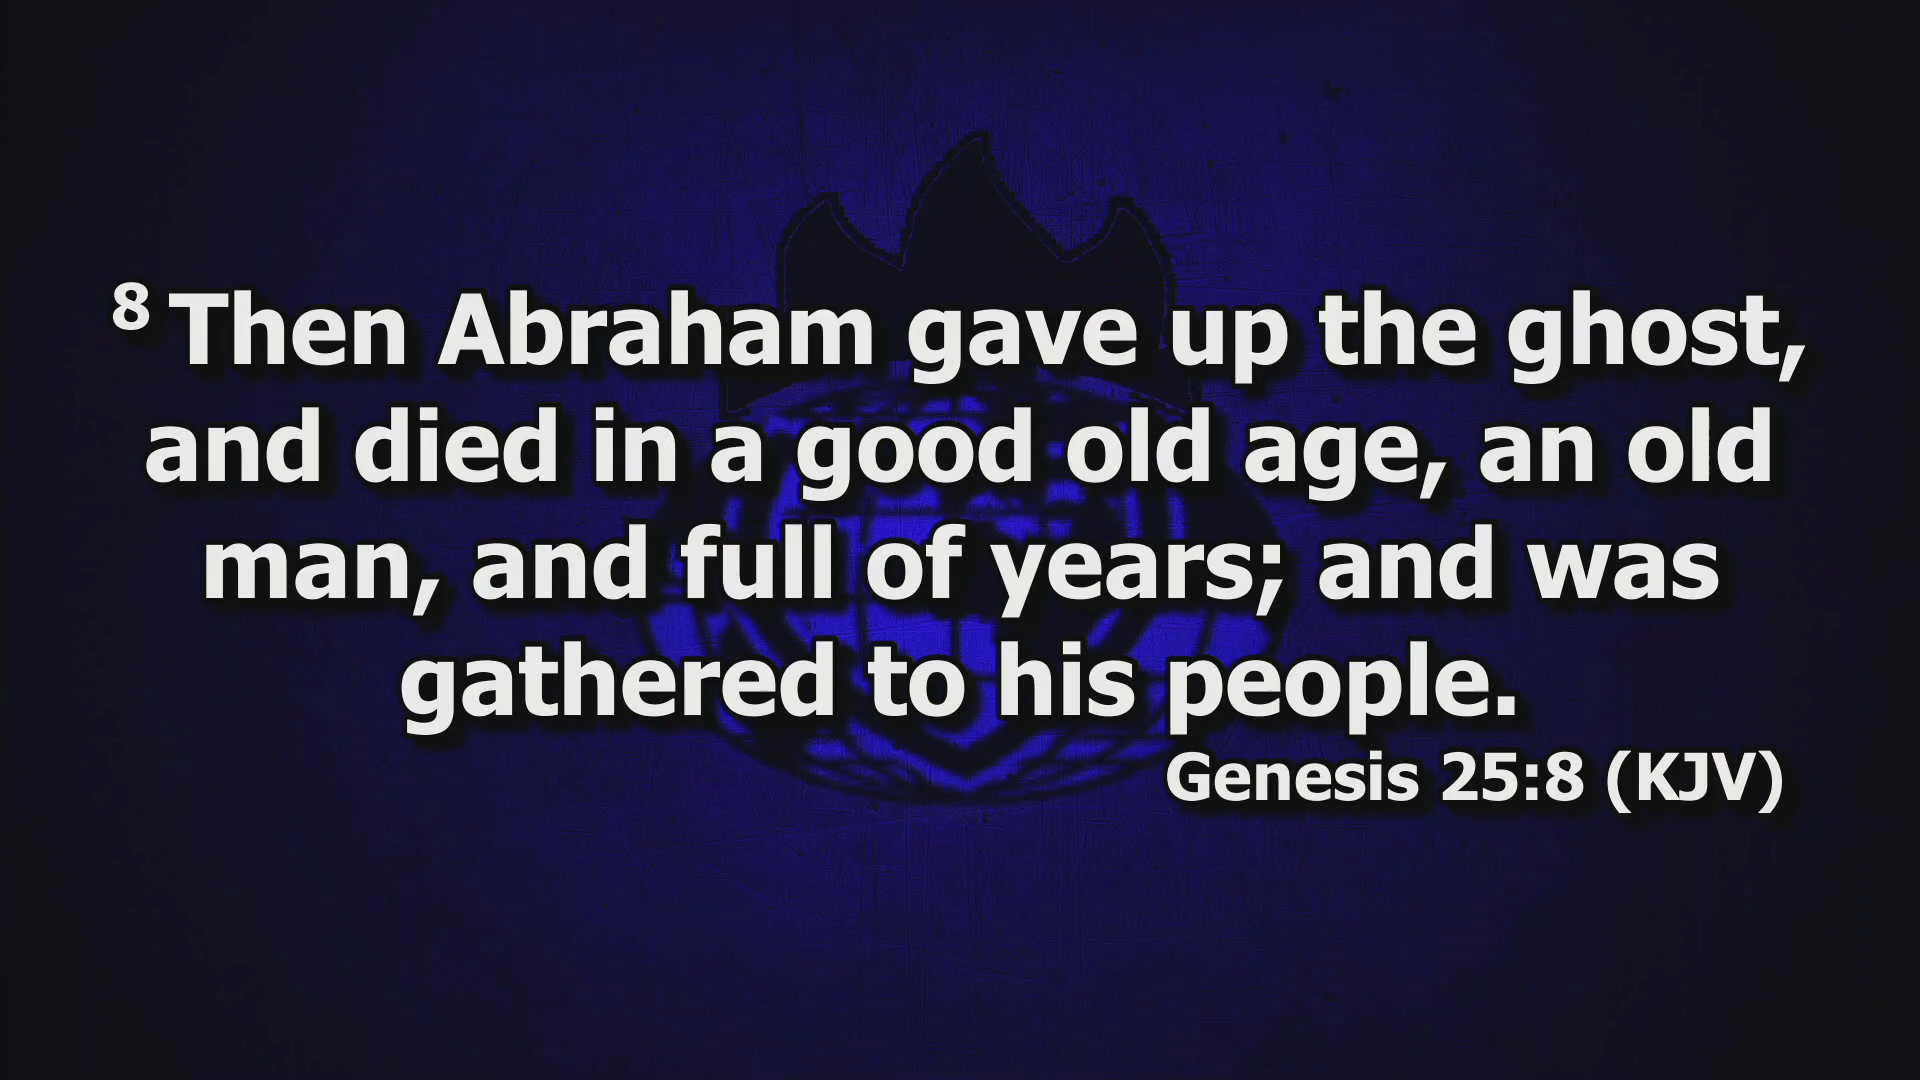 8 Then Abraham gave up the ghost,
and died in a good old age, an old
man, and full of years; and was
gathered to his people.
Genesis 25:8 (KJV)